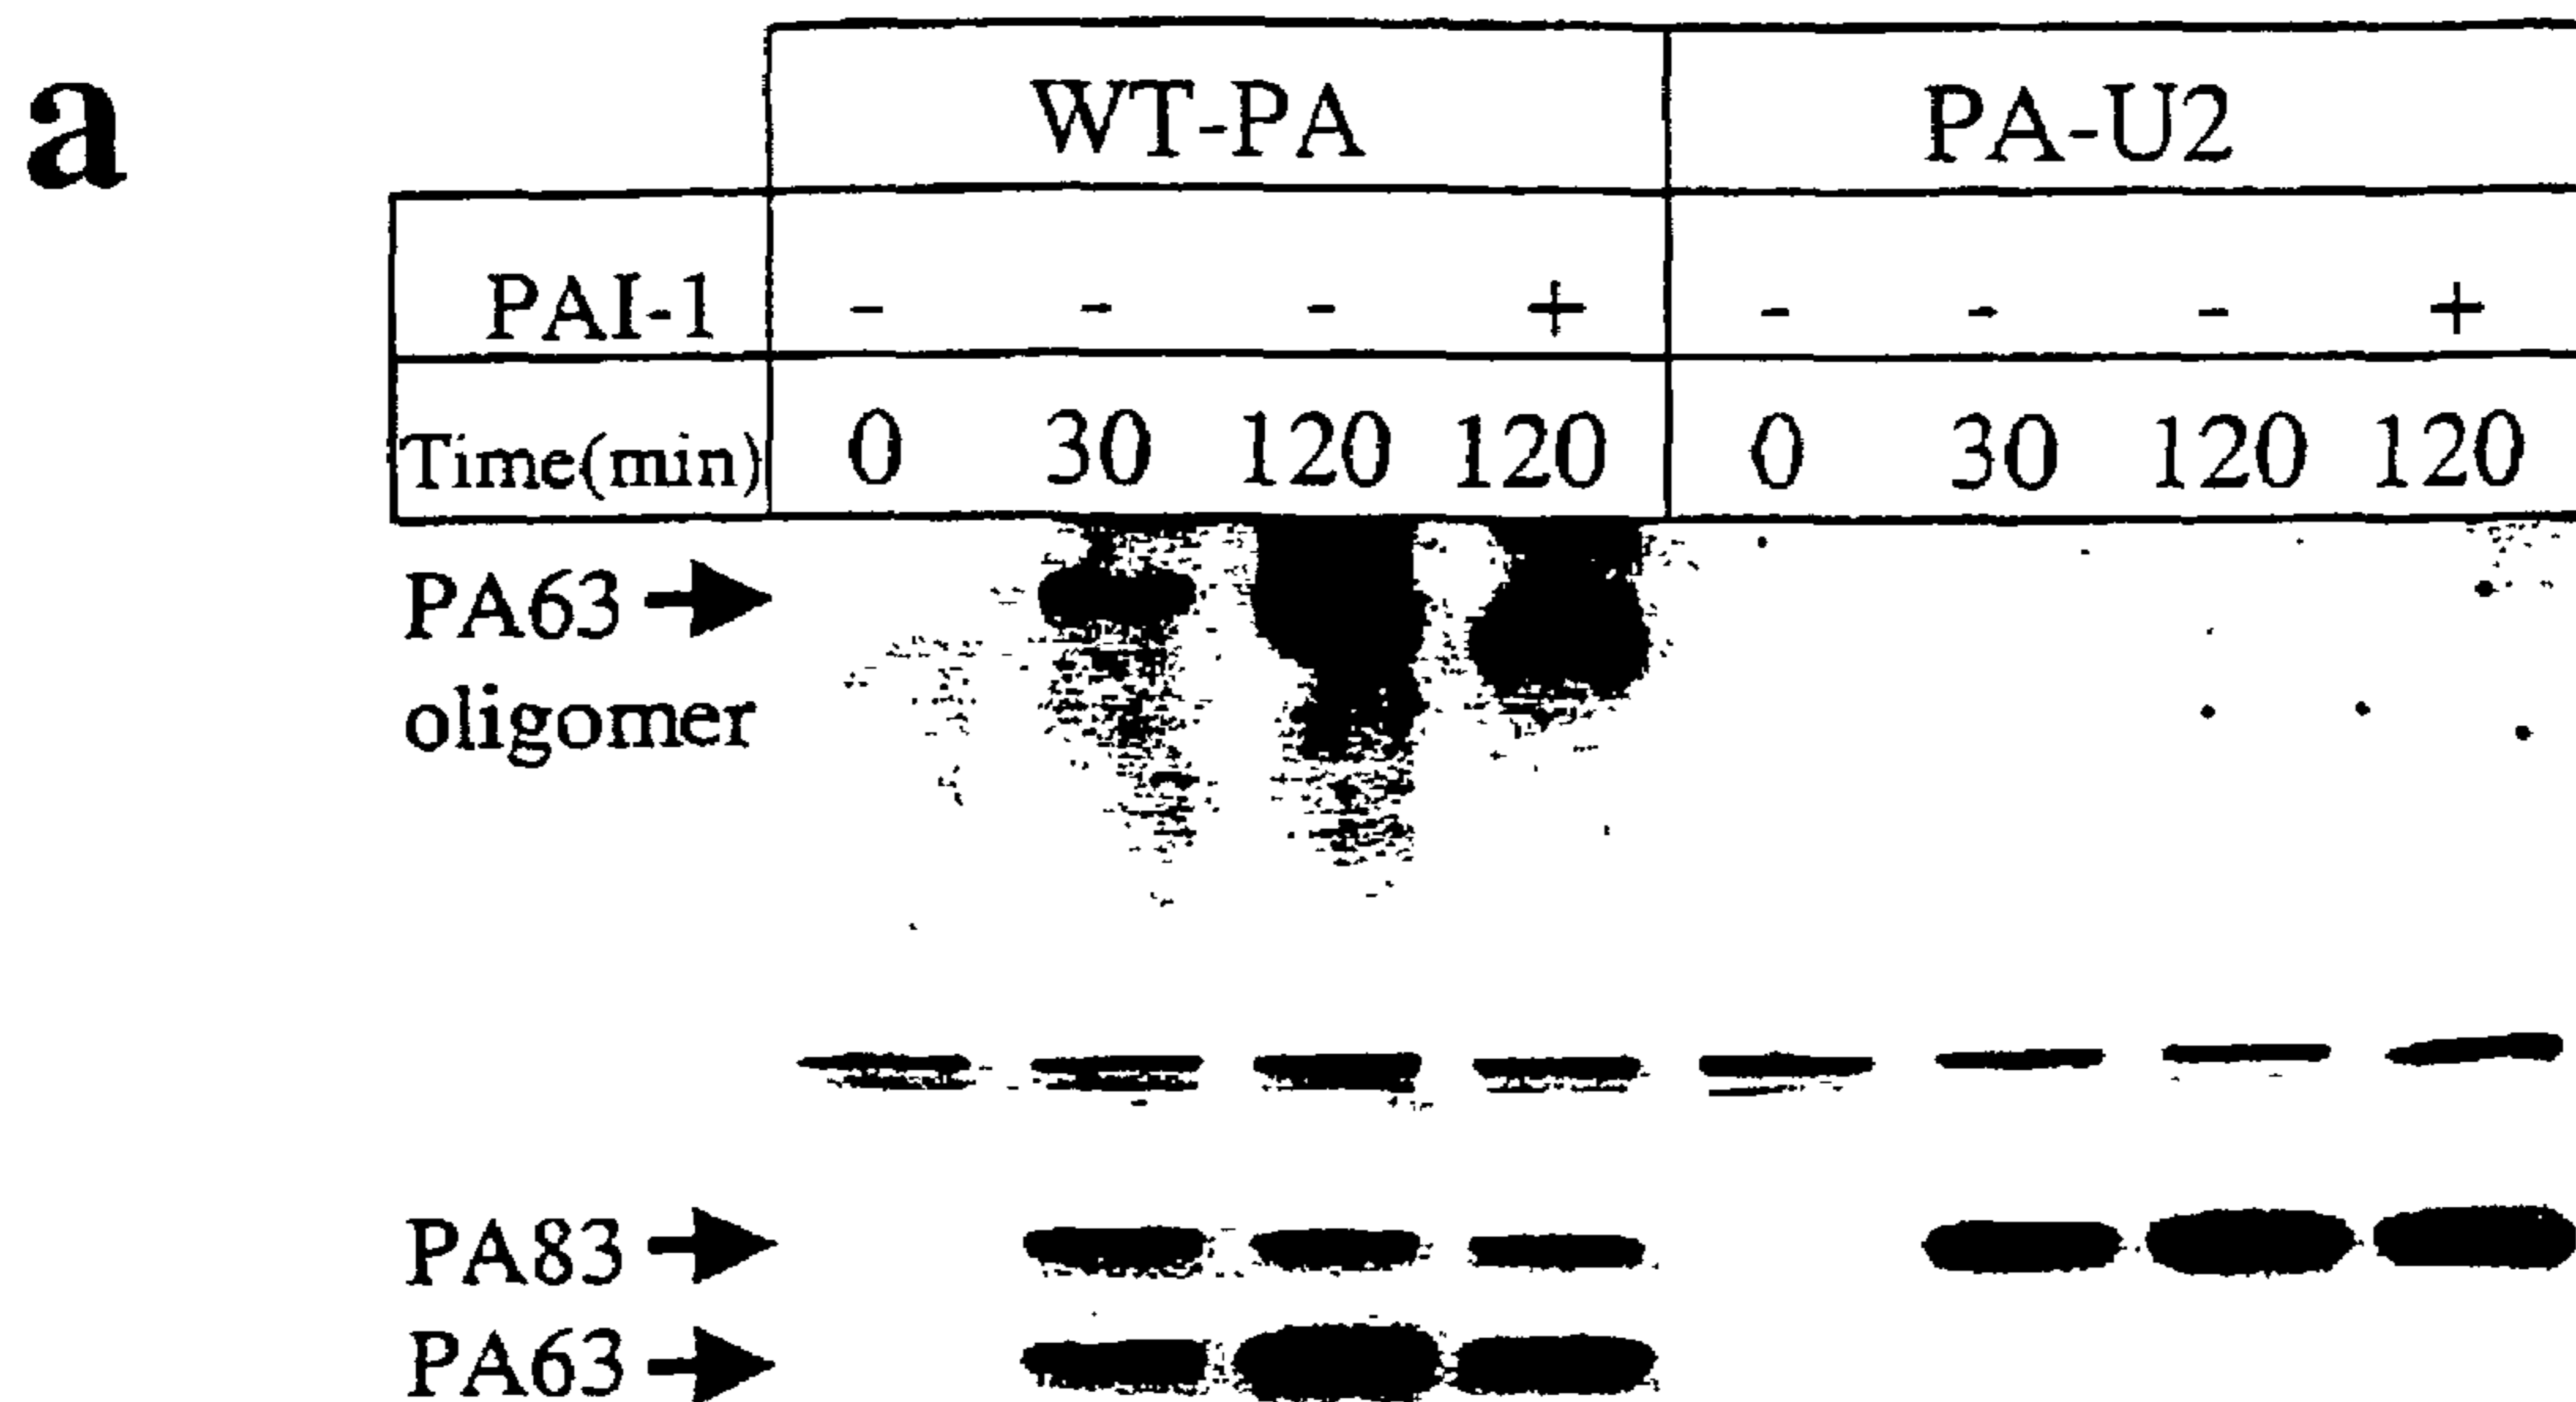 a
WT-PA PA-U2
PAI-1 - - - + - - - +
Time(min) 0 30 120 120 0 30 120 120
PA63
oligomer
PA83
PA63